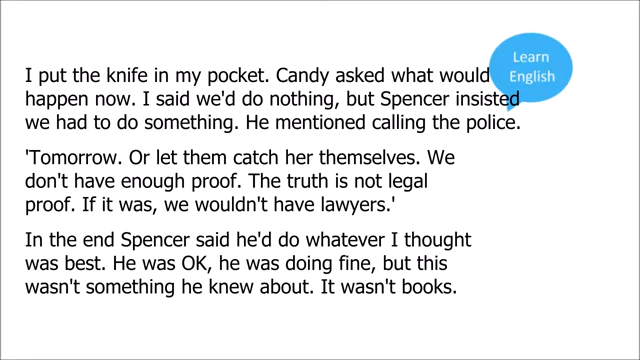 Learn
English
I put the knife in my pocket. Candy asked what would
happen now. I said we'd do nothing, but Spencer insisted
we had to do something. He mentioned calling the police.
'Tomorrow. Or let them catch her themselves. We
don't have enough proof. The truth is not legal
proof. If it was, we wouldn't have lawyers.'
In the end Spencer said he'd do whatever I thought
was best. He was OK, he was doing fine, but this
wasn't something he knew about. It wasn't books.